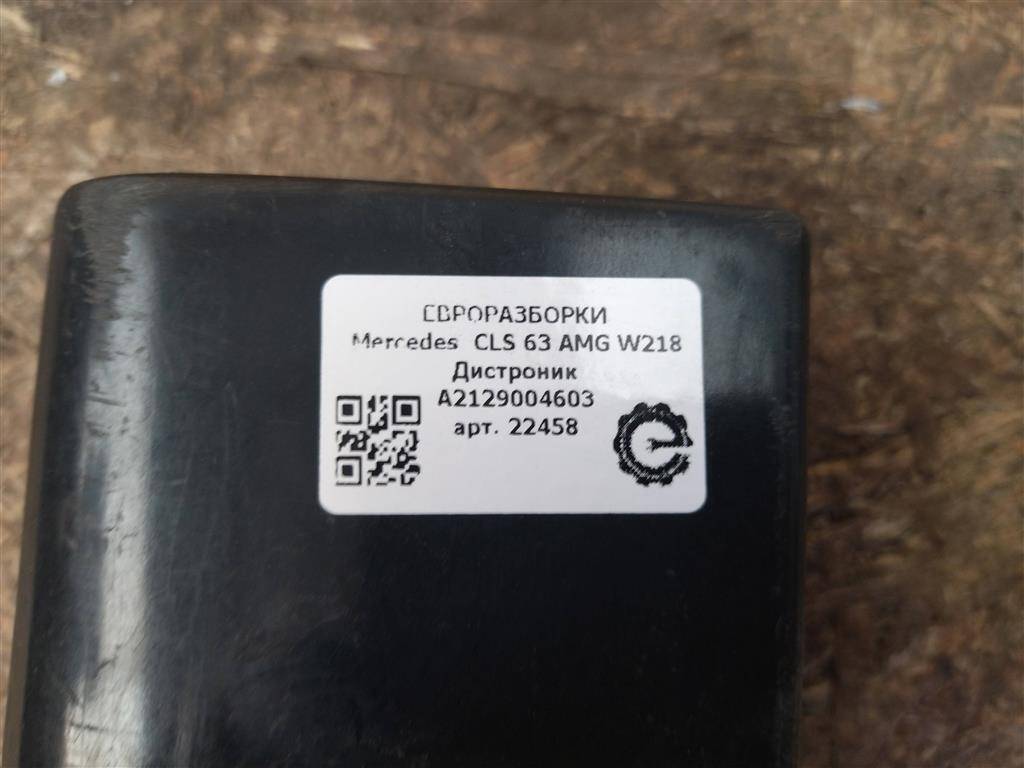 ЕВРОРАЗБОРКИ
Mercedes CLS 63 AMG W218
Дистроник
A2129004603
арт. 22458